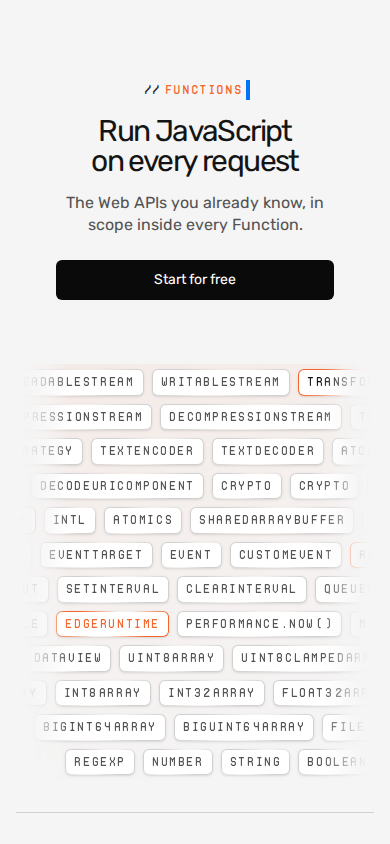 // FUNCTIONS
Run JavaScript
on every request
The Web APIs you already know, in
scope inside every Function.
Start for free
WRITABLESTREAM
DECOMPRESSIONSTREAM
TEXTENCODER TEXTDECODER
DECODEURICOMPONENT CRYPTO CRYPTO
INTL ATOMICS SHAREDARRAYBUFFER
EVENTTARGET EVENT CUSTOMEVENT
SETINTERVAL CLEARINTERVAL
EDGERUNTIME PERFORMANCE.NOW()
DATAVIEW UINT8ARRAY
INT8ARRAY INT32ARRAY
BIGINT64ARRAY BIGUINT64ARRAY FILE
REGEXP NUMBER STRING BOOLEAN